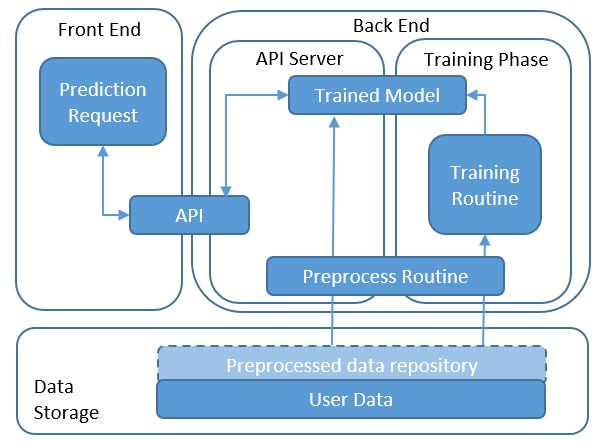 Front End
Back End
API Server
Training Phase
Prediction
Request
Trained Model
Training
Routine
API
Preprocess Routine
Preprocessed data repository
Data
Storage
User Data